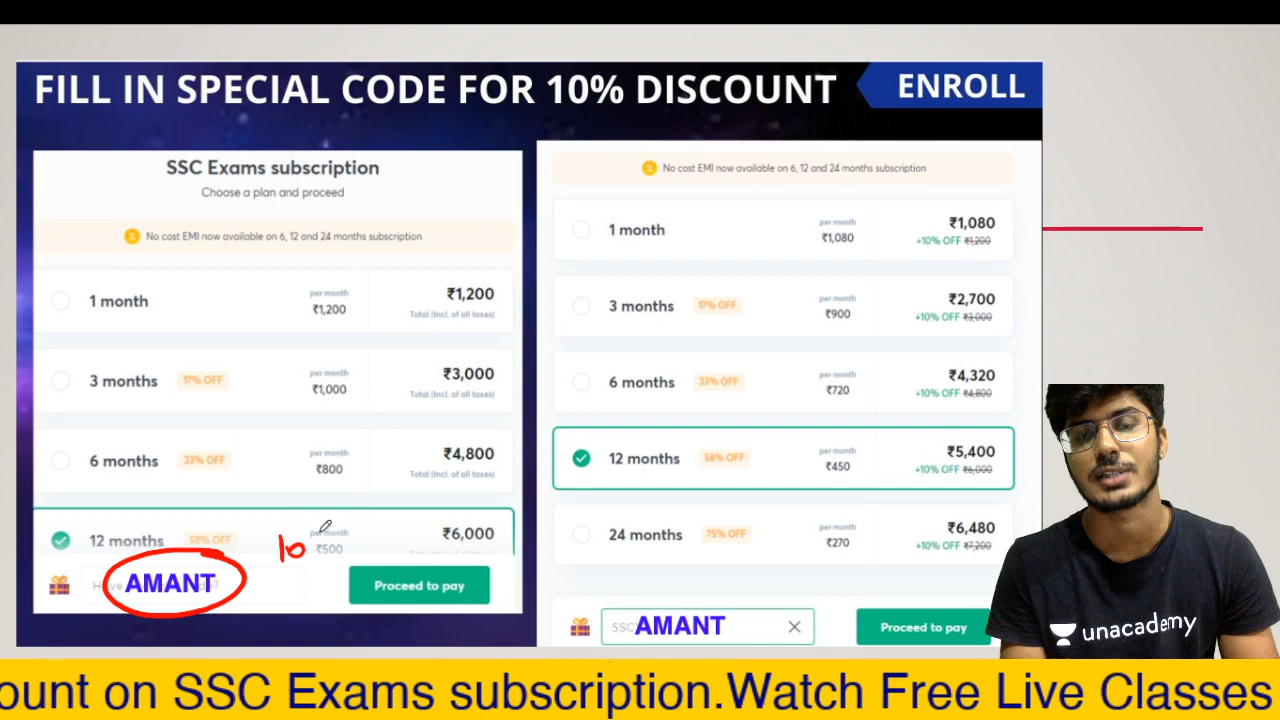 FILL IN SPECIAL CODE FOR 10% DISCOUNT
ENROLL
SSC Exams subscription
Choose a plan and proceed
No cost EMI now available on 6, 12 and 24 months subscription
1 month
per month
₹1,200
₹1,200
Total (Incl. of all taxes)
3 months
17% OFF
per month
₹1,000
₹3,000
Total (Incl. of all taxes)
6 months
33% OFF
per month
₹800
₹4,800
Total (Incl. of all taxes)
12 months
58% OFF
per month
₹500
₹6,000
10
AMANT
Proceed to pay
No cost EMI now available on 6, 12 and 24 months subscription
1 month
per month
₹1,080
₹1,080
+10% OFF ₹1,200
3 months
17% OFF
per month
₹900
₹2,700
+10% OFF ₹3,000
6 months
33% OFF
per month
₹720
₹4,320
+10% OFF ₹4,800
12 months
58% OFF
per month
₹450
₹5,400
+10% OFF ₹6,000
24 months
75% OFF
per month
₹270
₹6,480
+10% OFF ₹7,200
SSC
AMANT
Proceed to pay
unacademy
ount on SSC Exams subscription.Watch Free Live Classes